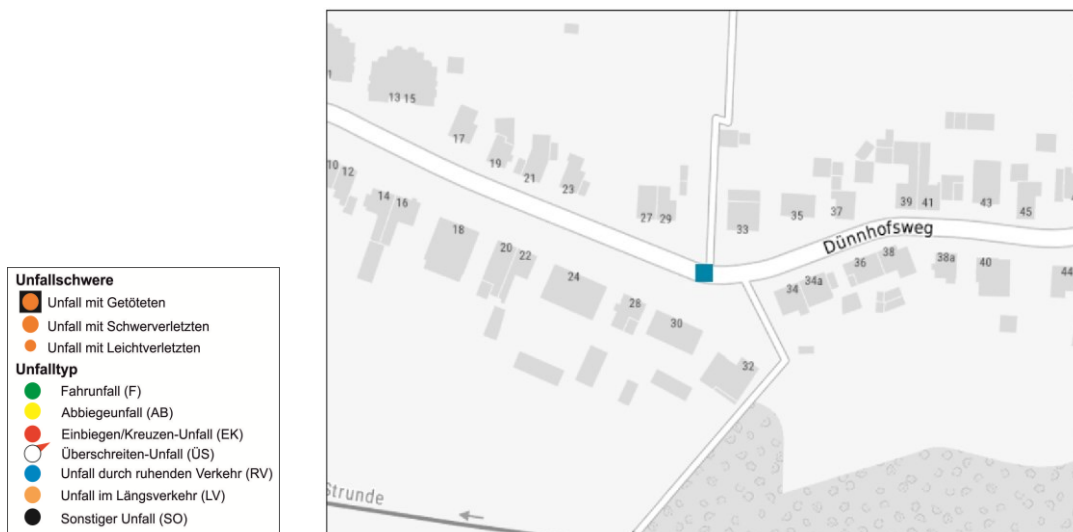 Unfallschwere
Unfall mit Getöteten
Unfall mit Schwerverletzten
Unfall mit Leichtverletzten
Unfalltyp
Fahrunfall (F)
Abbiegeunfall (AB)
Einbiegen/Kreuzen-Unfall (EK)
Überschreiten-Unfall (ÜS)
Unfall durch ruhenden Verkehr (RV)
Unfall im Längsverkehr (LV)
Sonstiger Unfall (SO)
1
13 15
17
19
21
23
10
12
14
16
18
20
22
24
27
29
28
30
32
33
35
37
39
41
43
45
Dünnhofsweg
34
34a
36
38
38a
40
44
Strunde